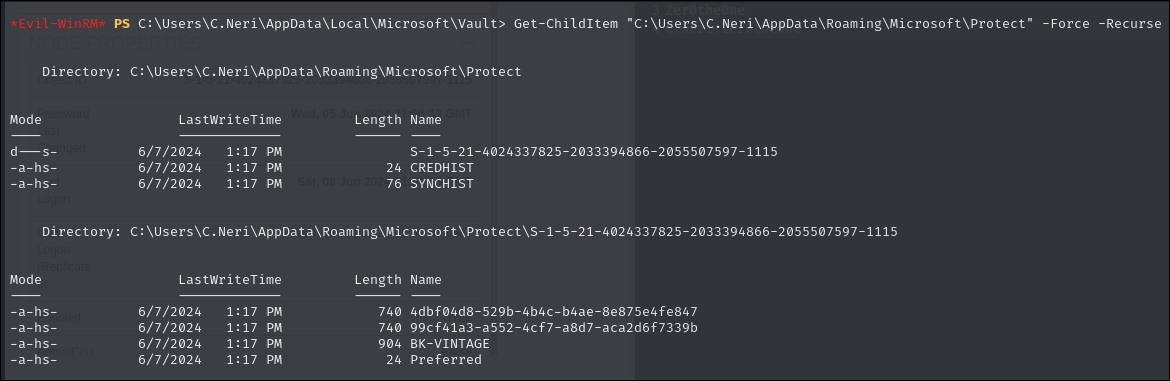 *Evil-WinRM* PS C:\Users\C.Neri\AppData\Local\Microsoft\Vault> Get-ChildItem "C:\Users\C.Neri\AppData\Roaming\Microsoft\Protect" -Force -Recurse
Directory: C:\Users\C.Neri\AppData\Roaming\Microsoft\Protect
Mode LastWriteTime Length Name
---- ------------- ------ ----
d---s- 6/7/2024 1:17 PM S-1-5-21-4024337825-2033394866-2055507597-1115
-a-hs- 6/7/2024 1:17 PM 24 CREDHIST
-a-hs- 6/7/2024 1:17 PM 76 SYNCHIST
Directory: C:\Users\C.Neri\AppData\Roaming\Microsoft\Protect\S-1-5-21-4024337825-2033394866-2055507597-1115
Mode LastWriteTime Length Name
---- ------------- ------ ----
-a-hs- 6/7/2024 1:17 PM 740 4dbf04d8-529b-4b4c-b4ae-8e875e4fe847
-a-hs- 6/7/2024 1:17 PM 740 99cf41a3-a552-4cf7-a8d7-aca2d6f7339b
-a-hs- 6/7/2024 1:17 PM 904 BK-VINTAGE
-a-hs- 6/7/2024 1:17 PM 24 Preferred